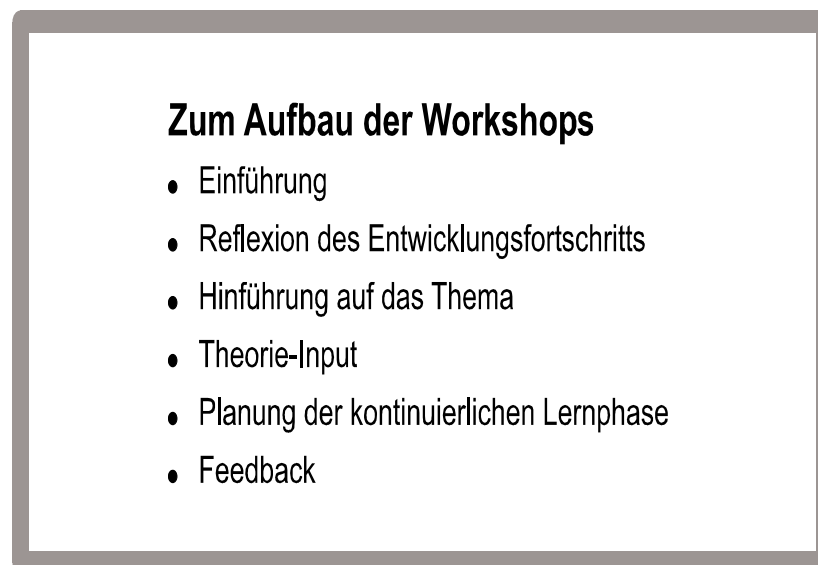 Zum Aufbau der Workshops
• Einführung
• Reflexion des Entwicklungsfortschritts
• Hinführung auf das Thema
• Theorie-Input
• Planung der kontinuierlichen Lernphase
• Feedback